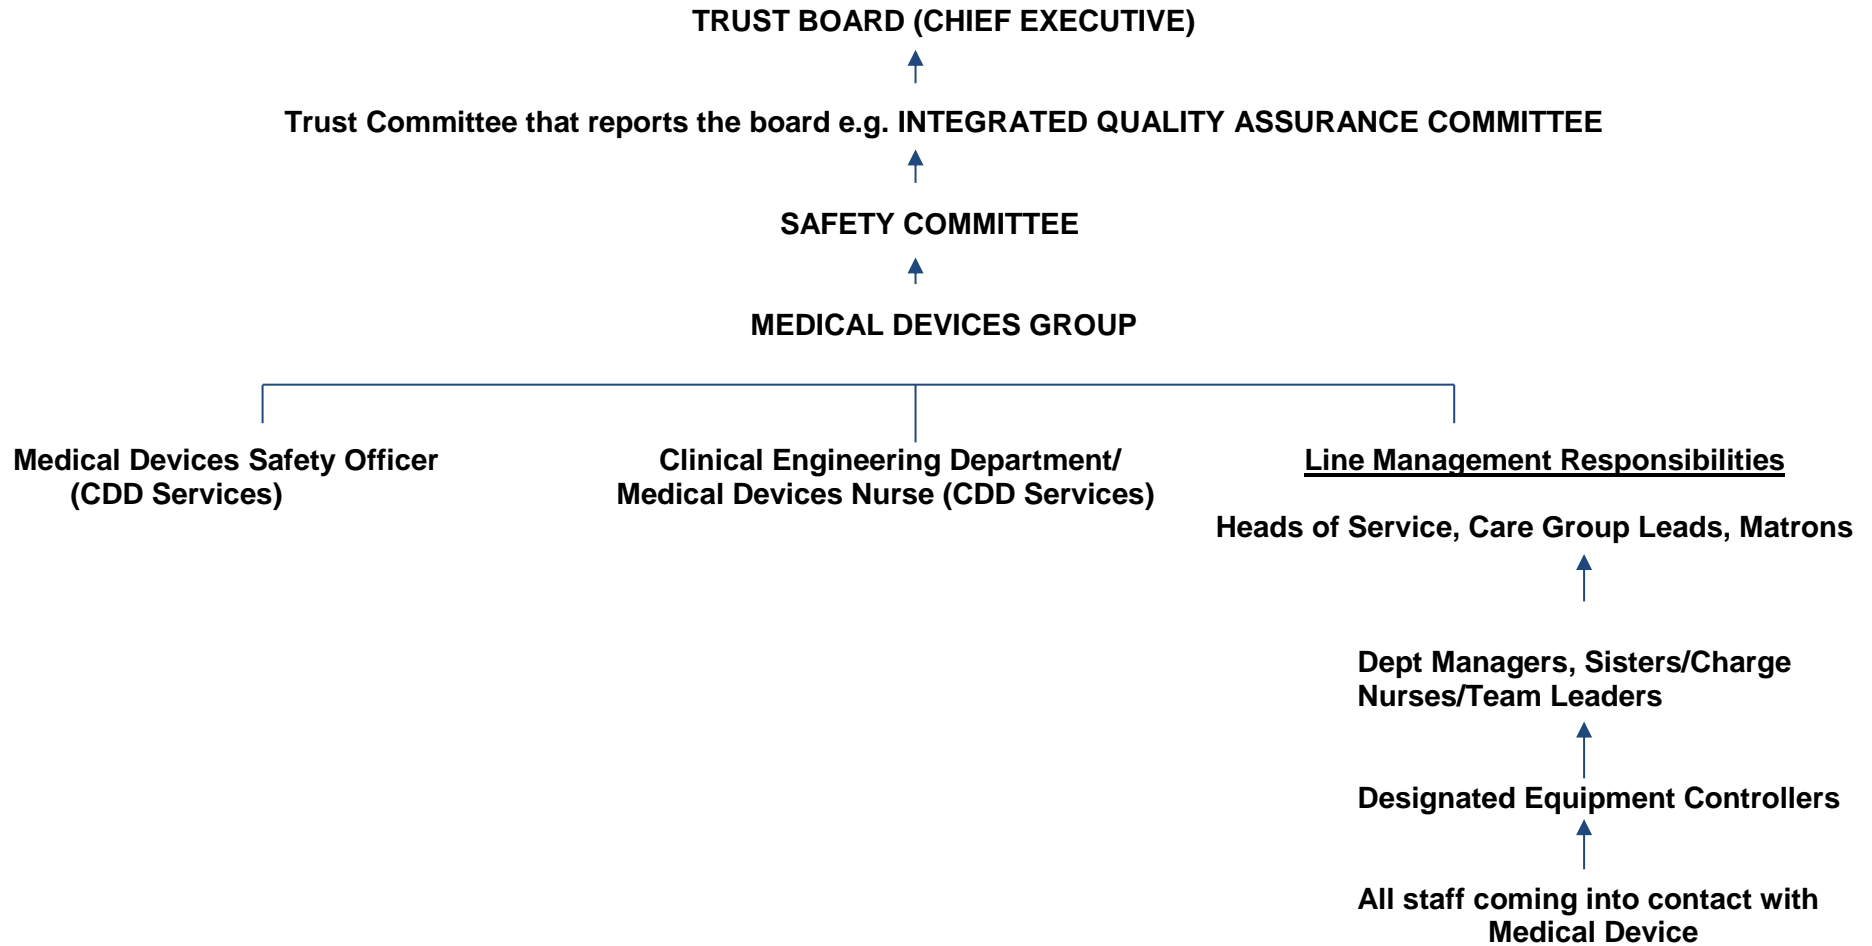 TRUST BOARD (CHIEF EXECUTIVE)
Trust Committee that reports the board e.g. INTEGRATED QUALITY ASSURANCE COMMITTEE
SAFETY COMMITTEE
MEDICAL DEVICES GROUP
Medical Devices Safety Officer
(CDD Services)
Clinical Engineering Department/
Medical Devices Nurse (CDD Services)
Line Management Responsibilities
Heads of Service, Care Group Leads, Matrons
Dept Managers, Sisters/Charge
Nurses/Team Leaders
Designated Equipment Controllers
All staff coming into contact with
Medical Device